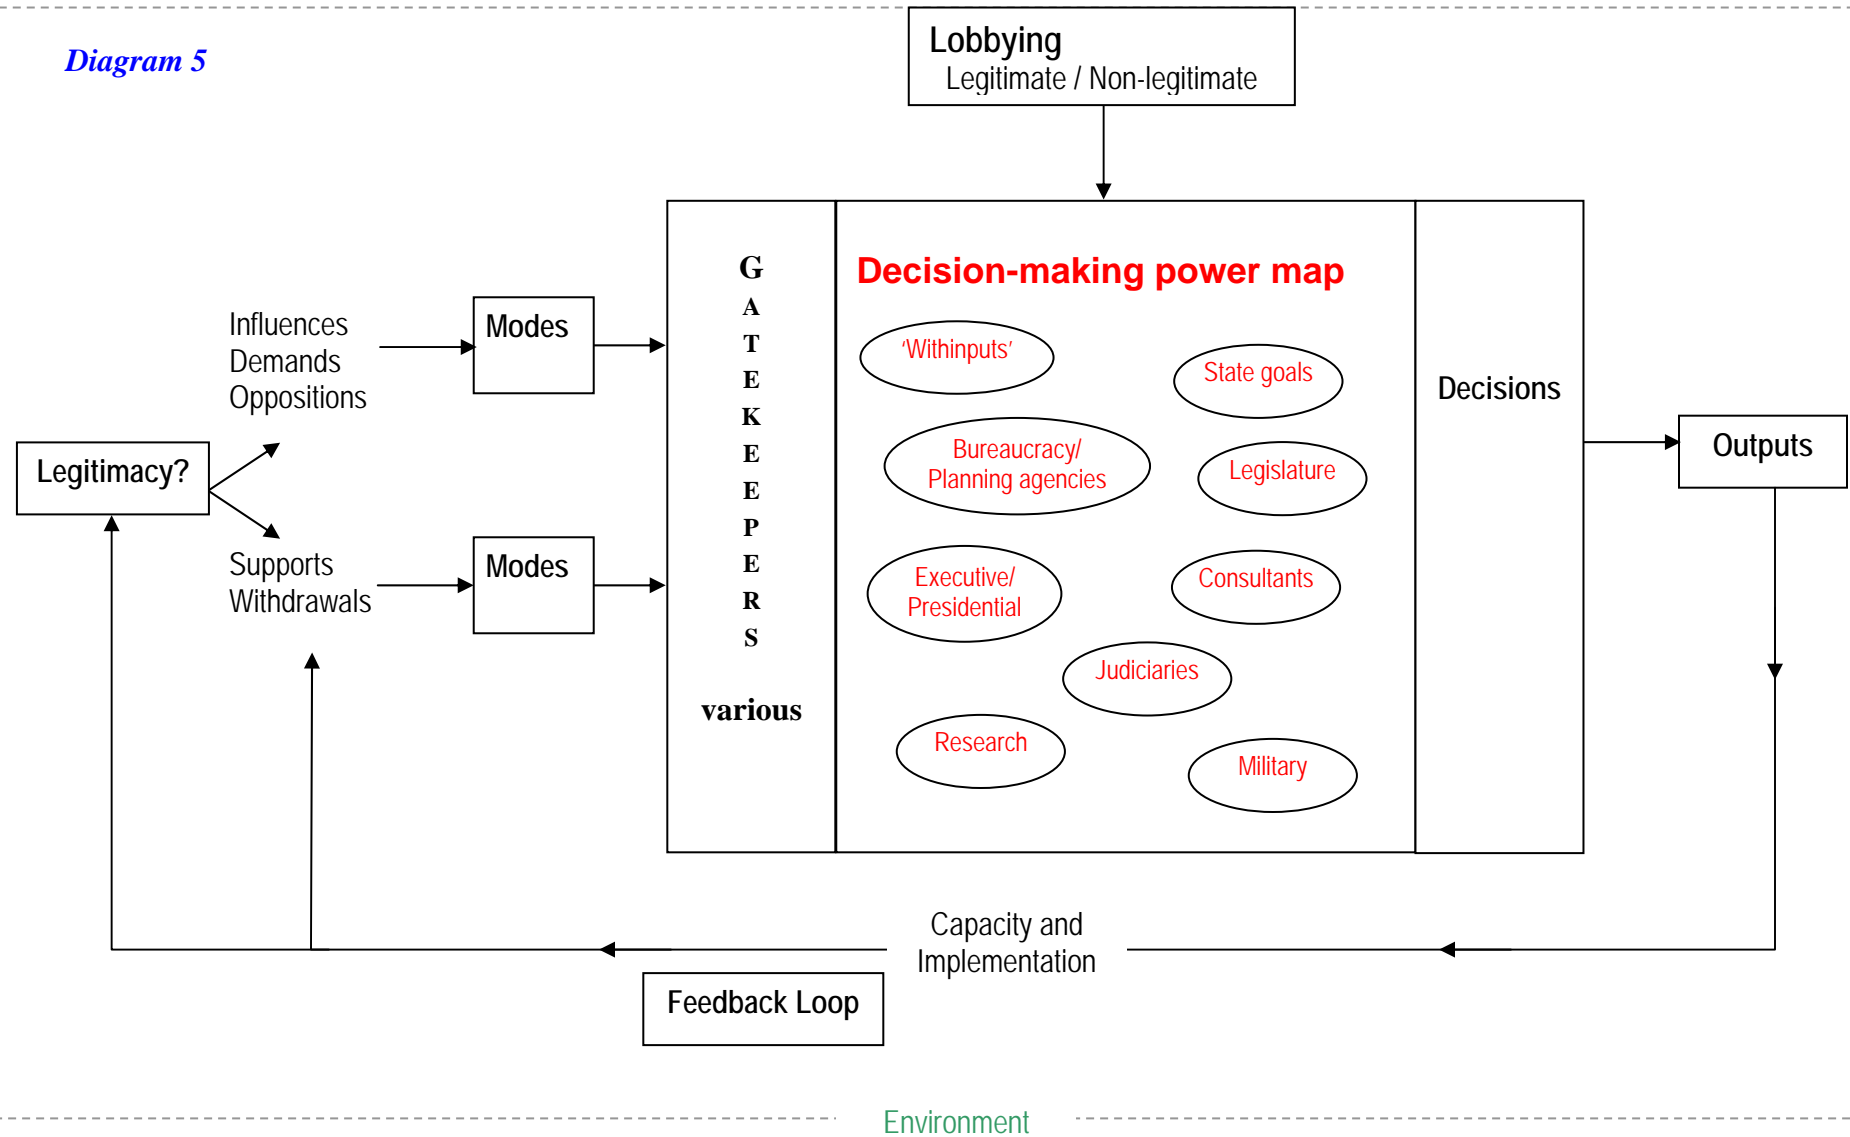 Lobbying
Legitimate / Non-legitimate
Diagram 5
Influences
Demands
Oppositions
Modes
Legitimacy?
Supports
Withdrawals
Modes
G
A
T
E
K
E
E
P
E
R
S
various
Decision-making power map
‘Withinputs’
State goals
Bureaucracy/
Planning agencies
Legislature
Executive/
Presidential
Consultants
Judiciaries
Research
Military
Decisions
Outputs
Capacity and
Implementation
Feedback Loop
Environment